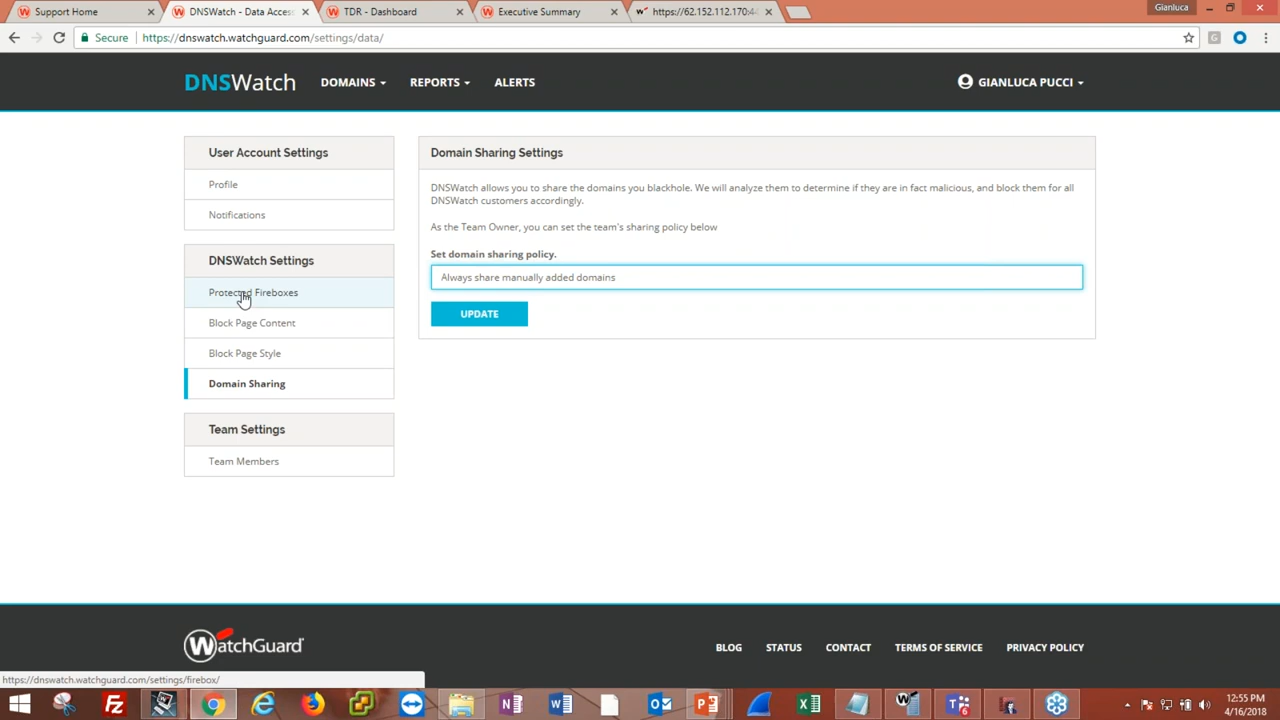 Support Home
DNSWatch - Data Acces
TDR - Dashboard
Executive Summary
https://62.152.112.170:4
Gianluca
Secure
https://dnswatch.watchguard.com/settings/data/
DNSWatch
DOMAINS
REPORTS
ALERTS
GIANLUCA PUCCI
User Account Settings
Profile
Notifications
DNSWatch Settings
Protected Fireboxes
Block Page Content
Block Page Style
Domain Sharing
Team Settings
Team Members
Domain Sharing Settings
DNSWatch allows you to share the domains you blackhole. We will analyze them to determine if they are in fact malicious, and block them for all
DNSWatch customers accordingly.
As the Team Owner, you can set the team's sharing policy below
Set domain sharing policy.
Always share manually added domains
UPDATE
WatchGuard
BLOG
STATUS
CONTACT
TERMS OF SERVICE
PRIVACY POLICY
https://dnswatch.watchguard.com/settings/firebox/
12:55 PM
4/16/2018